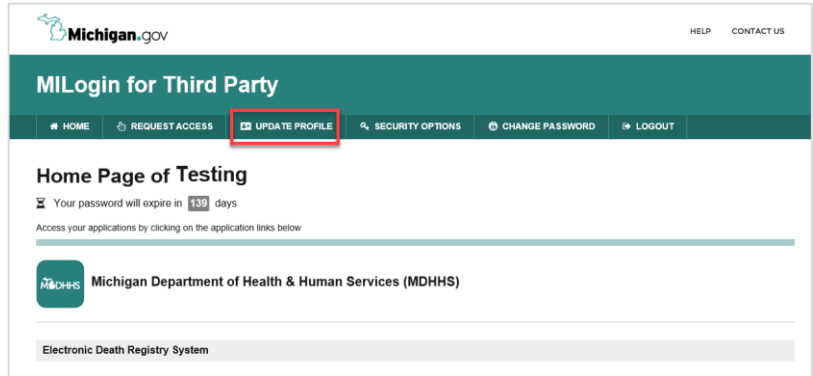 Michigan.gov
HELP CONTACT US
MILogin for Third Party
HOME REQUEST ACCESS UPDATE PROFILE SECURITY OPTIONS CHANGE PASSWORD LOGOUT
Home Page of Testing
Your password will expire in 139 days
Access your applications by clicking on the application links below
MDHHS Michigan Department of Health & Human Services (MDHHS)
Electronic Death Registry System